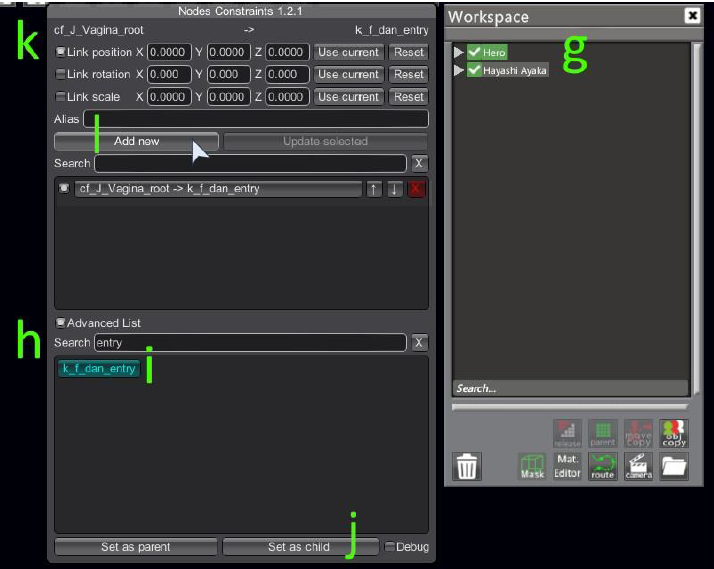 Nodes Constraints 1.2.1
cf_J_Vagina_root -> k_f_dan_entry
k
Link position X 0.0000 Y 0.0000 Z 0.0000 Use current Reset
Link rotation X 0.000 Y 0.000 Z 0.000 Use current Reset
Link scale X 0.0000 Y 0.0000 Z 0.0000 Use current Reset
Alias
l
Add new Update selected
Search X
cf_J_Vagina_root -> k_f_dan_entry ↑ ↓ X
Advanced List
h
Search entry X
k_f_dan_entry i
j
Set as parent Set as child Debug
Workspace x
Hero g
Hayashi Ayaka
Search...
release parent move copy obj copy
Mask Mat. Editor route camera